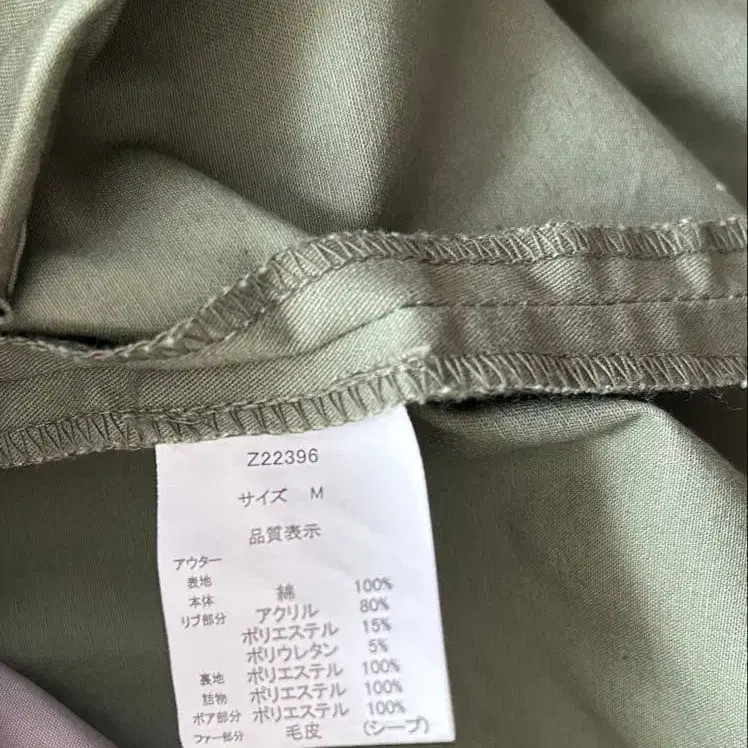 Z22396
サイズ M
品質表示
アウター
表地
本体 綿 100%
リブ部分 アクリル 80%
ポリエステル 15%
ポリウレタン 5%
裏地 ポリエステル 100%
詰物 ポリエステル 100%
ボア部分 ポリエステル 100%
ファー部分 毛皮 (シープ)